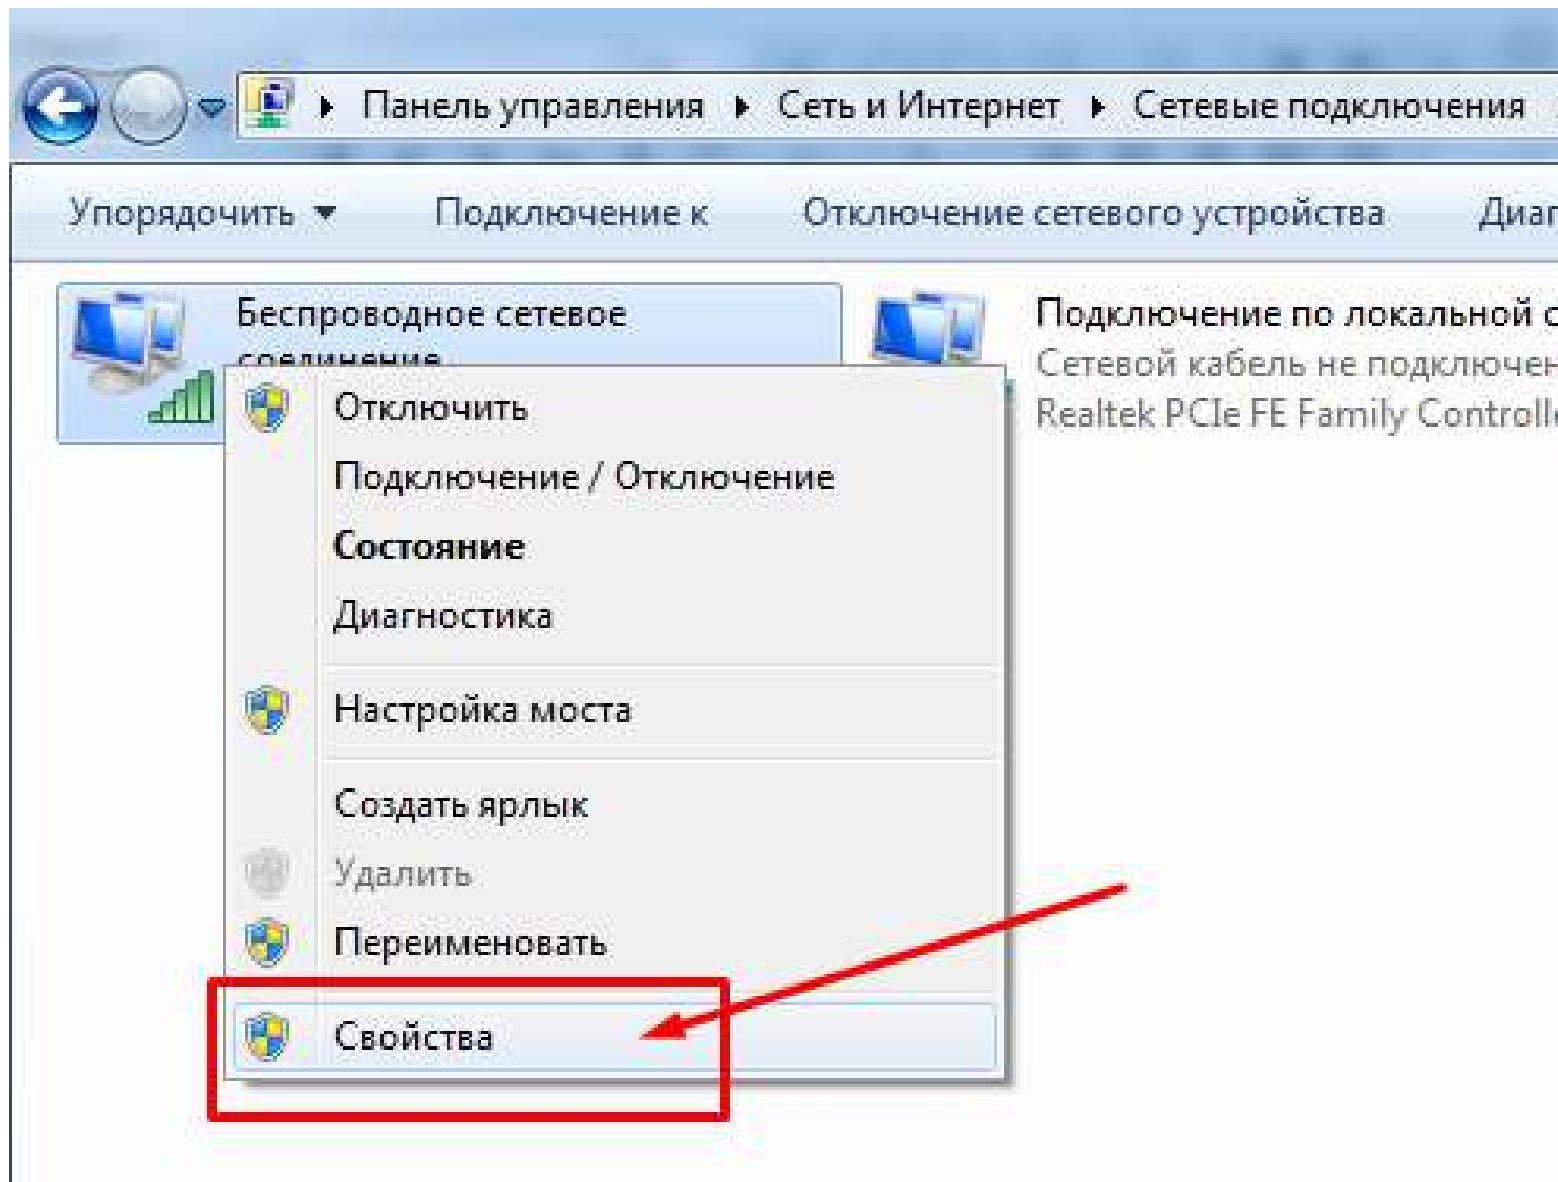 Панель управления ▸ Сеть и Интернет ▸ Сетевые подключения
Упорядочить ▾ Подключение к Отключение сетевого устройства
Беспроводное сетевое Подключение по локальной
соединение Сетевой кабель не
Realtek PCIe FE Family
Отключить
Подключение / Отключение
Состояние
Диагностика
Настройка моста
Создать ярлык
Удалить
Переименовать
Свойства